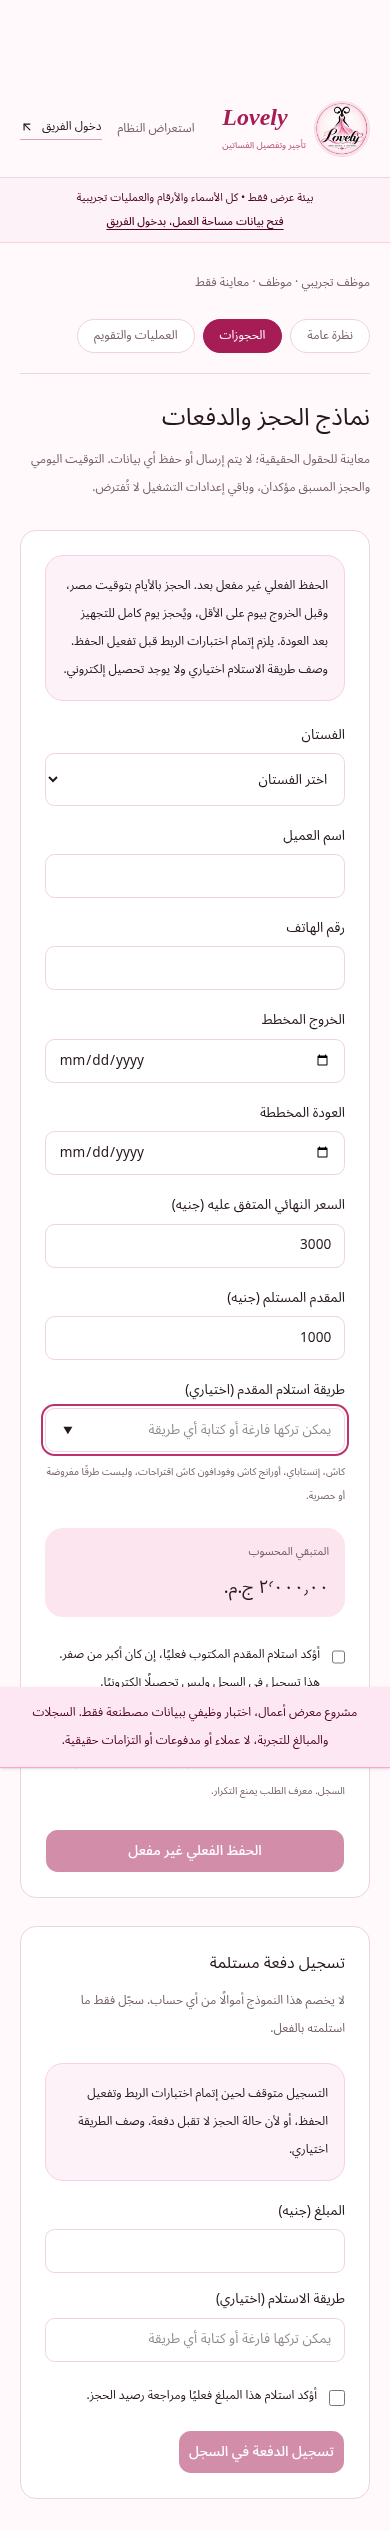 Lovely
Lovely
تأجير وتفصيل الفساتين
استعراض النظام
دخول الفريق
بيئة عرض فقط • كل الأسماء والأرقام والعمليات تجريبية
فتح بيانات مساحة العمل، بدخول الفريق
موظف تجريبي · موظف · معاينة فقط
نظرة عامة
الحجوزات
العمليات والتقويم
نماذج الحجز والدفعات
معاينة للحقول الحقيقية؛ لا يتم إرسال أو حفظ أي بيانات. التوقيت اليومي
والحجز المسبق مؤكدان، وباقي إعدادات التشغيل لا تُفترض.
الحفظ الفعلي غير مفعل بعد. الحجز بالأيام بتوقيت مصر،
وقبل الخروج بيوم على الأقل، ويُحجز يوم كامل للتجهيز
بعد العودة. يلزم إتمام اختبارات الربط قبل تفعيل الحفظ.
وصف طريقة الاستلام اختياري ولا يوجد تحصيل إلكتروني.
الفستان
اختر الفستان
اسم العميل
رقم الهاتف
الخروج المخطط
mm/dd/yyyy
العودة المخططة
mm/dd/yyyy
السعر النهائي المتفق عليه (جنيه)
3000
المقدم المستلم (جنيه)
1000
طريقة استلام المقدم (اختياري)
يمكن تركها فارغة أو كتابة أي طريقة
كاش، إنستاباي، أورانج كاش وفودافون كاش اقتراحات، وليست طرقًا مفروضة
أو حصرية.
المتبقي المحسوب
٢٬٠٠٠٫٠٠ ج.م.
أؤكد استلام المقدم المكتوب فعليًا، إن كان أكبر من صفر.
هذا تسجيل في السجل وليس تحصيلًا إلكترونيًا.
مشروع معرض أعمال، اختبار وظيفي ببيانات مصطنعة فقط. السجلات
والمبالغ للتجربة، لا عملاء أو مدفوعات أو التزامات حقيقية.
السجل. معرف الطلب يمنع التكرار.
الحفظ الفعلي غير مفعل
تسجيل دفعة مستلمة
لا يخصم هذا النموذج أموالًا من أي حساب. سجّل فقط ما
استلمته بالفعل.
التسجيل متوقف لحين إتمام اختبارات الربط وتفعيل
الحفظ، أو لأن حالة الحجز لا تقبل دفعة. وصف الطريقة
اختياري.
المبلغ (جنيه)
طريقة الاستلام (اختياري)
يمكن تركها فارغة أو كتابة أي طريقة
أؤكد استلام هذا المبلغ فعليًا ومراجعة رصيد الحجز.
تسجيل الدفعة في السجل